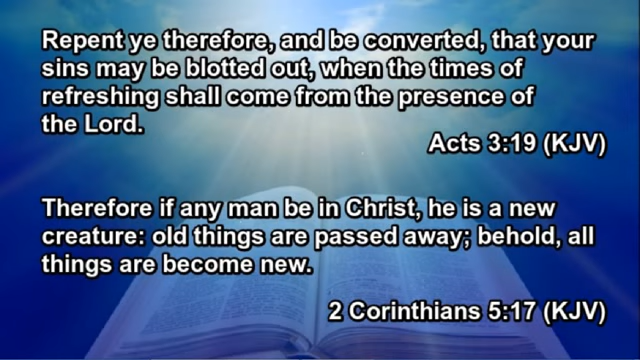 Repent ye therefore, and be converted, that your
sins may be blotted out, when the times of
refreshing shall come from the presence of
the Lord.
Acts 3:19 (KJV)
Therefore if any man be in Christ, he is a new
creature: old things are passed away; behold, all
things are become new.
2 Corinthians 5:17 (KJV)